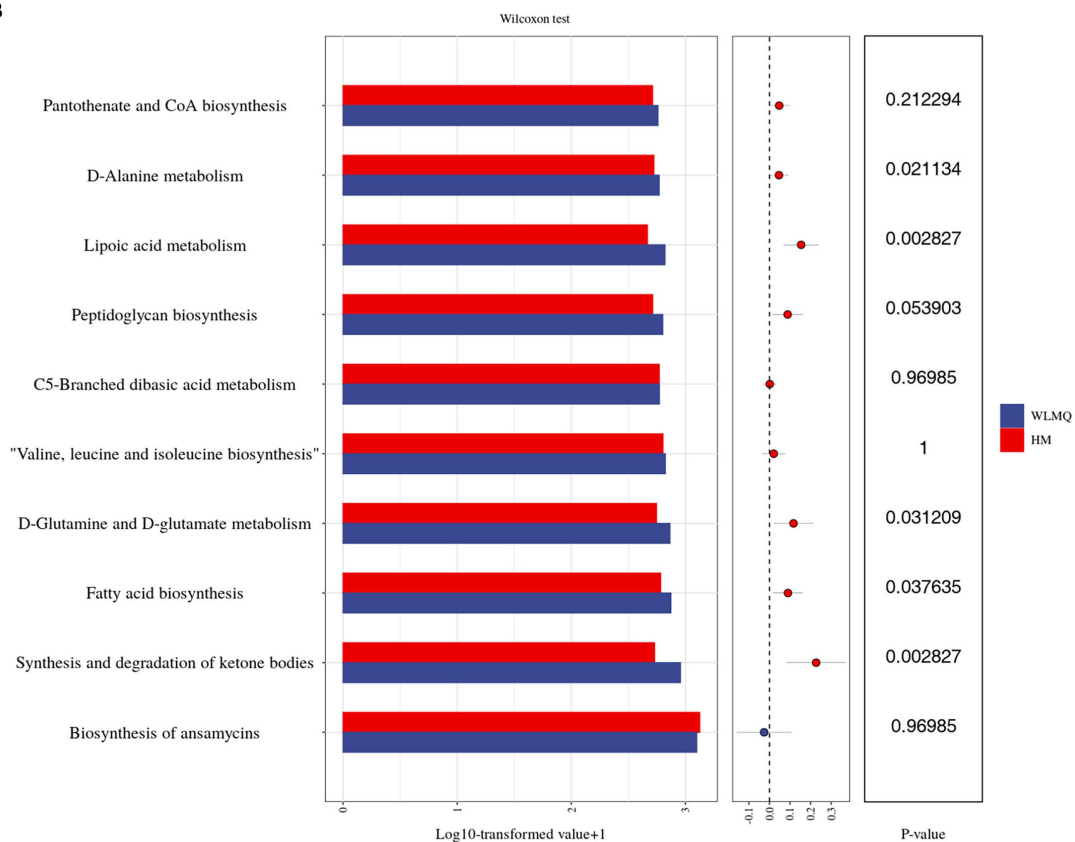 Wilcoxon test
Pantothenate and CoA biosynthesis 0.212294
D-Alanine metabolism 0.021134
Lipoic acid metabolism 0.002827
Peptidoglycan biosynthesis 0.053903
C5-Branched dibasic acid metabolism 0.96985
WLMQ
HM
"Valine, leucine and isoleucine biosynthesis" 1
D-Glutamine and D-glutamate metabolism 0.031209
Fatty acid biosynthesis 0.037635
Synthesis and degradation of ketone bodies 0.002827
Biosynthesis of ansamycins 0.96985
0 1 2 3 -0.1 0.0 0.1 0.2 0.3
Log10-transformed value+1 P-value